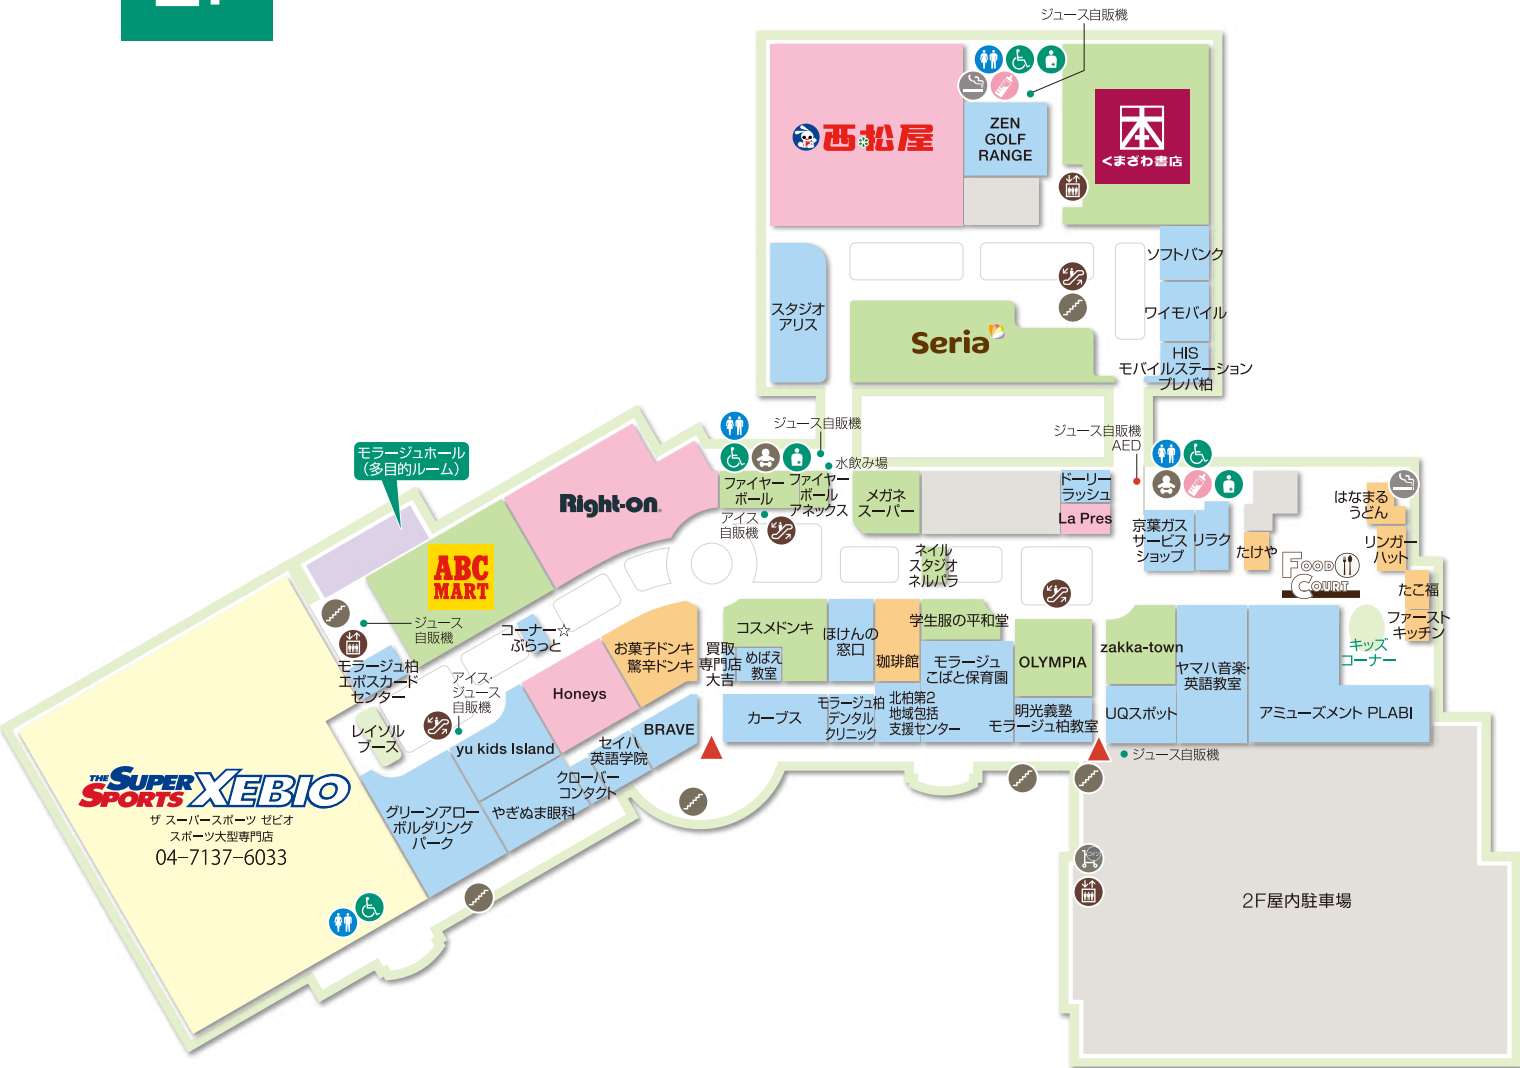 ジュース自販機
西松屋
ZEN
GOLF
RANGE
本
くまざわ書店
ソフトバンク
スタジオ
アリス
ワイモバイル
Seria
HIS
モバイルステーション
プレバ柏
モラージュホール
（多目的ルーム）
ジュース自販機
水飲み場
ジュース自販機
AED
Right-on.
ファイヤー
ボール
ファイヤー
ボール
アネックス
メガネ
スーパー
ドーリー
ラッシュ
La Pres
アイス
自販機
京葉ガス
サービス
ショップ
リラク
たけや
はなまる
うどん
リンガー
ハット
FOOD
COURT
たこ福
ファースト
キッチン
キッズ
コーナー
ABC
MART
ネイル
スタジオ
ネルパラ
ジュース
自販機
コーナー☆
ぷらっと
お菓子ドンキ
驚辛ドンキ
買取
専門店
大吉
コスメドンキ
めばえ
教室
ほけんの
窓口
珈琲館
学生服の平和堂
モラージュ
こばと保育園
OLYMPIA
zakka-town
ヤマハ音楽・
英語教室
モラージュ柏
エポスカード
センター
アイス・
ジュース
自販機
Honeys
カーブス
モラージュ柏
デンタル
クリニック
北柏第2
地域包括
支援センター
明光義塾
モラージュ柏教室
UQスポット
アミューズメント PLABI
レイソル
ブース
yu kids Island
BRAVE
セイハ
英語学院
クローバー
コンタクト
やぎぬま眼科
グリーンアロー
ボルダリング
パーク
ジュース自販機
THE SUPER
SPORTS XEBIO
ザ スーパースポーツ ゼビオ
スポーツ大型専門店
04-7137-6033
2F屋内駐車場